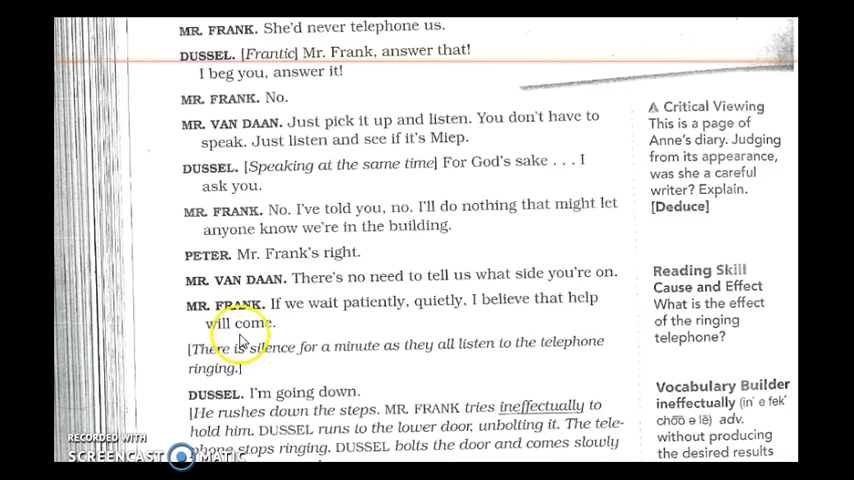 MR. FRANK. She'd never telephone us.
DUSSEL. [Frantic] Mr. Frank, answer that!
I beg you, answer it!
MR. FRANK. No.
MR. VAN DAAN. Just pick it up and listen. You don't have to
speak. Just listen and see if it's Miep.
DUSSEL. [Speaking at the same time] For God's sake . . . I
ask you.
MR. FRANK. No. I've told you, no. I'll do nothing that might let
anyone know we're in the building.
PETER. Mr. Frank's right.
MR. VAN DAAN. There's no need to tell us what side you're on.
MR. FRANK. If we wait patiently, quietly, I believe that help
will come.
[There is silence for a minute as they all listen to the telephone
ringing.]
DUSSEL. I'm going down.
[He rushes down the steps. MR. FRANK tries ineffectually to
hold him. DUSSEL runs to the lower door, unbolting it. The tele-
phone stops ringing. DUSSEL bolts the door and comes slowly
Critical Viewing
This is a page of
Anne's diary. Judging
from its appearance,
was she a careful
writer? Explain.
[Deduce]
Reading Skill
Cause and Effect
What is the effect
of the ringing
telephone?
Vocabulary Builder
ineffectually (in′ e fek′
cho͞o ə lē) adv.
without producing
the desired results
RECORDED WITH
SCREENCAST MATIC